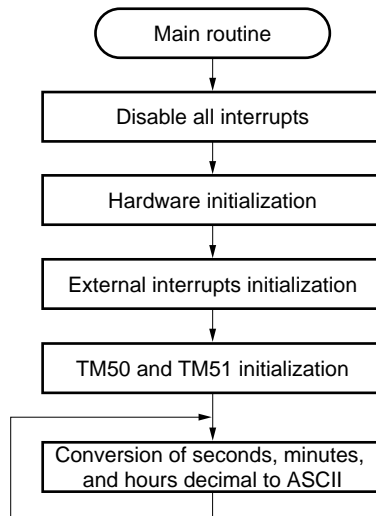 Main routine
Disable all interrupts
Hardware initialization
External interrupts initialization
TM50 and TM51 initialization
Conversion of seconds, minutes,
and hours decimal to ASCII